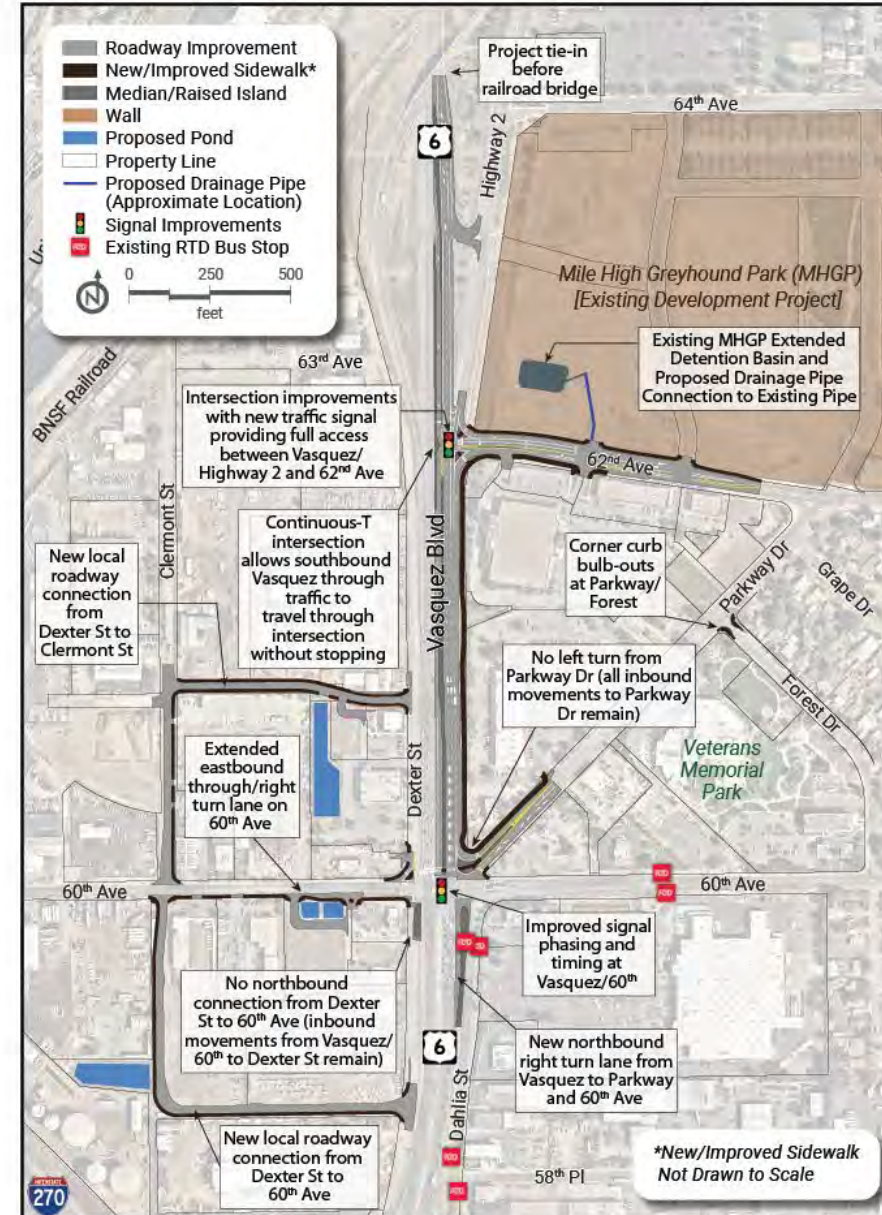 Roadway Improvement
New/Improved Sidewalk*
Median/Raised Island
Wall
Proposed Pond
Property Line
Proposed Drainage Pipe
(Approximate Location)
Signal Improvements
RTD Existing RTD Bus Stop
0 250 500
N
feet
Project tie-in
before
railroad bridge
64th Ave
6
Highway 2
Mile High Greyhound Park (MHGP)
[Existing Development Project]
Existing MHGP Extended
Detention Basin and
Proposed Drainage Pipe
Connection to Existing Pipe
63rd Ave
BNSF Railroad
Intersection improvements
with new traffic signal
providing full access
between Vasquez/
Highway 2 and 62nd Ave
62nd Ave
Clermont St
Continuous-T
intersection
allows southbound
Vasquez through
traffic to
travel through
intersection
without stopping
Vasquez Blvd
Corner curb
bulb-outs
at Parkway/
Forest
Parkway Dr
Grape Dr
New local
roadway
connection
from
Dexter St to
Clermont St
No left turn from
Parkway Dr (all inbound
movements to Parkway
Dr remain)
Forest Dr
Veterans
Memorial
Park
Extended
eastbound
through/right
turn lane on
60th Ave
Dexter St
60th Ave
60th Ave
RTD
RTD
Improved signal
phasing and
timing at
Vasquez/60th
RTD
No northbound
connection from Dexter
St to 60th Ave (inbound
movements from Vasquez/
60th to Dexter St remain)
6
New northbound
right turn lane from
Vasquez to Parkway
and 60th Ave
Dahlia St
New local roadway
connection from
Dexter St to
60th Ave
RTD
58th Pl
RTD
*New/Improved Sidewalk
Not Drawn to Scale
INTERSTATE
270